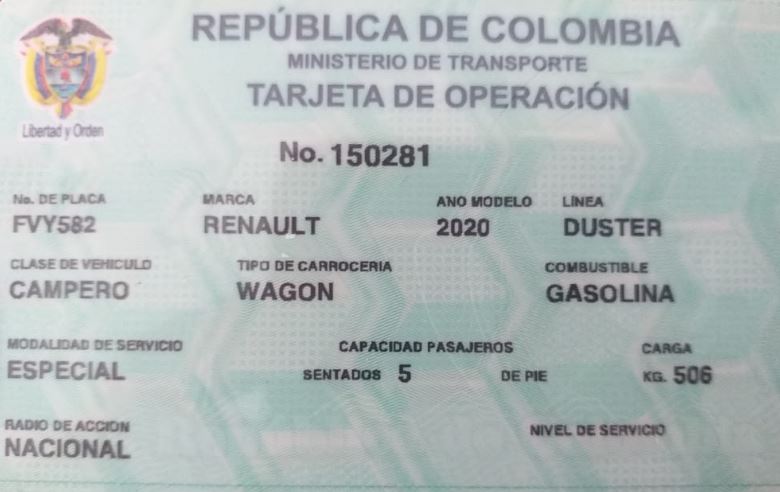 REPÚBLICA DE COLOMBIA
MINISTERIO DE TRANSPORTE
TARJETA DE OPERACIÓN
Libertad y Orden
No. 150281
No. DE PLACA MARCA ANO MODELO LÍNEA
FVY582 RENAULT 2020 DUSTER
CLASE DE VEHICULO TIPO DE CARROCERIA COMBUSTIBLE
CAMPERO WAGON GASOLINA
MODALIDAD DE SERVICIO CAPACIDAD PASAJEROS CARGA
ESPECIAL SENTADOS 5 DE PIE KG. 506
RADIO DE ACCION NIVEL DE SERVICIO
NACIONAL